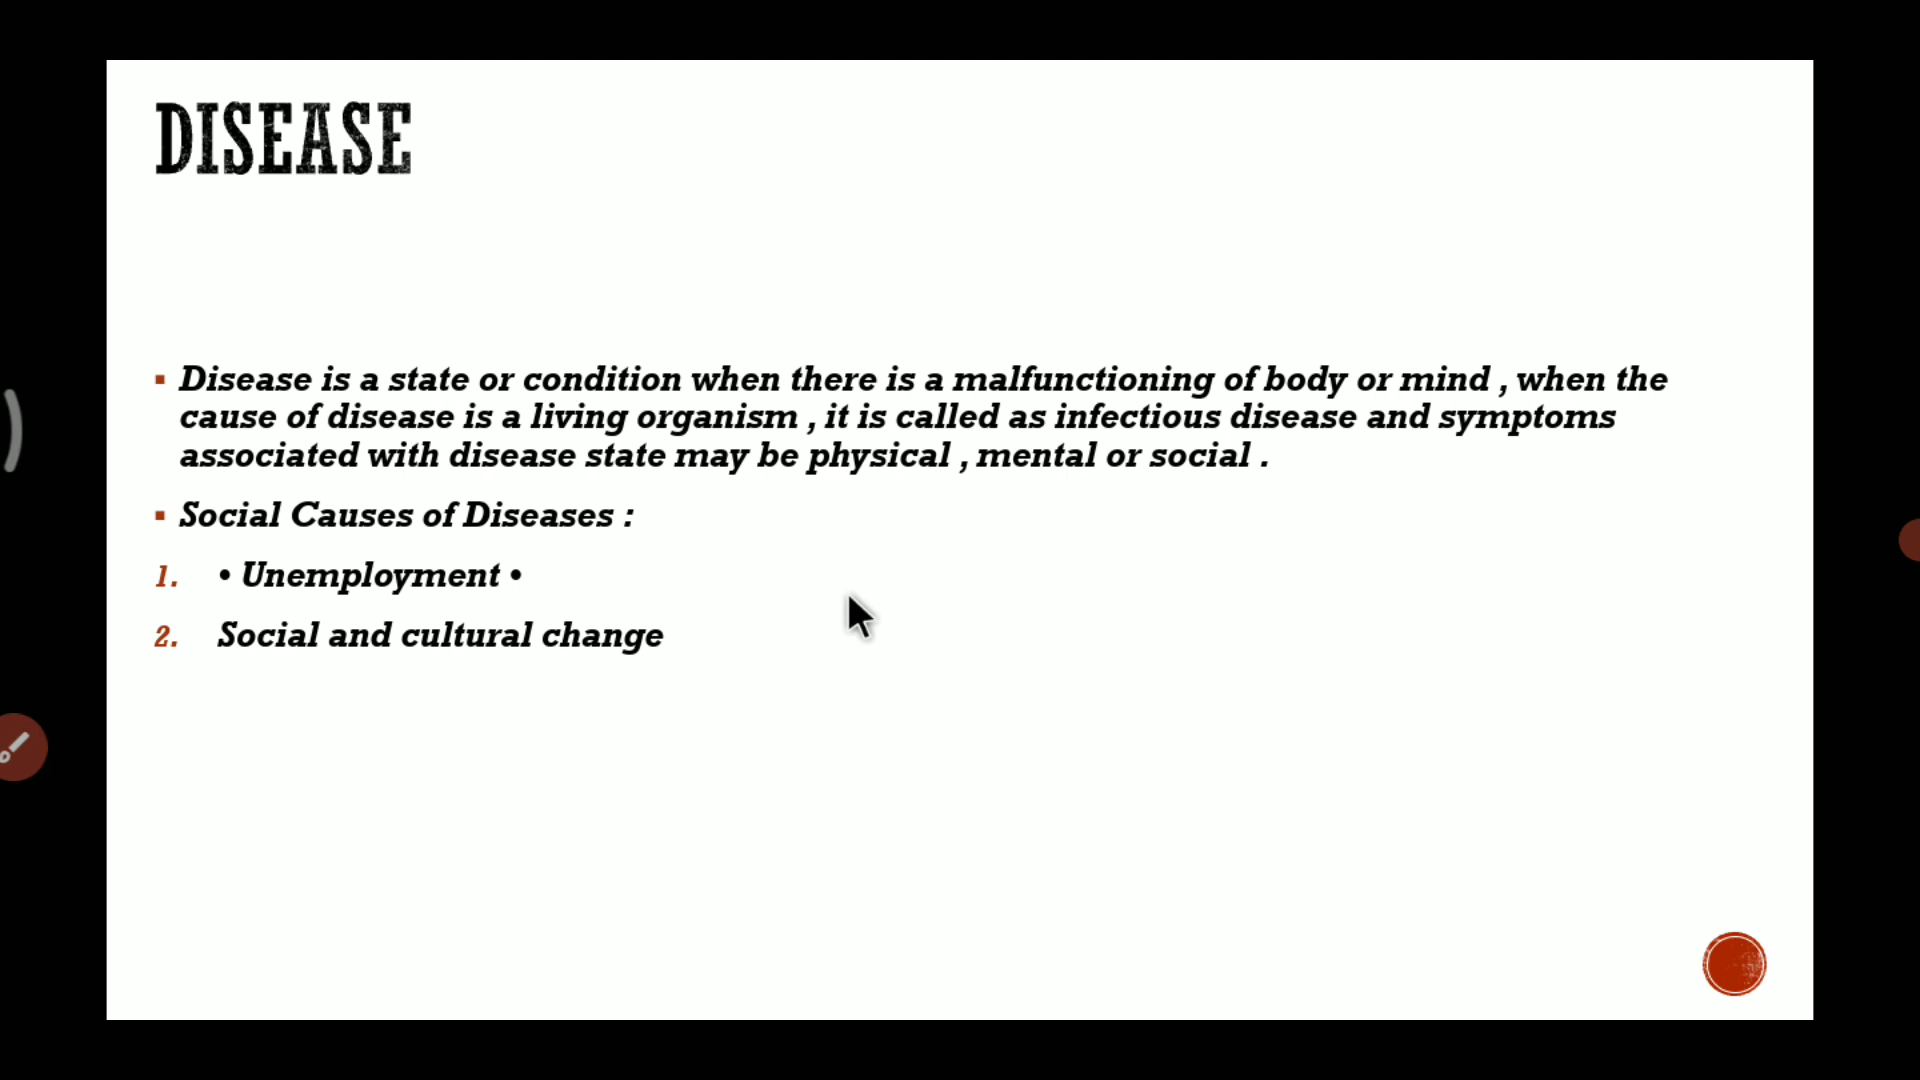 DISEASE
▪ Disease is a state or condition when there is a malfunctioning of body or mind , when the
cause of disease is a living organism , it is called as infectious disease and symptoms
associated with disease state may be physical , mental or social .
▪ Social Causes of Diseases :
1. • Unemployment •
2. Social and cultural change